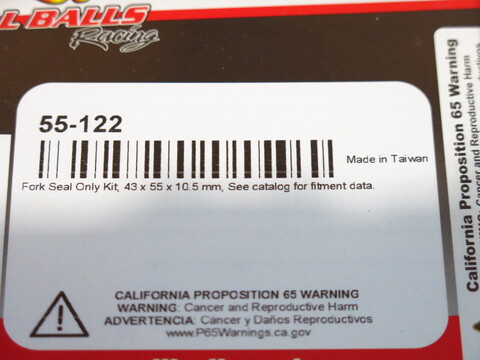 L BALLS
Racing
55-122
Made in Taiwan
Fork Seal Only Kit, 43 x 55 x 10.5 mm, See catalog for fitment data.
CALIFORNIA PROPOSITION 65 WARNING
WARNING: Cancer and Reproductive Harm
ADVERTENCIA: Cáncer y Daños Reproductivos
www.P65Warnings.ca.gov
California Proposition 65 Warning
Cancer and Reproductive Harm